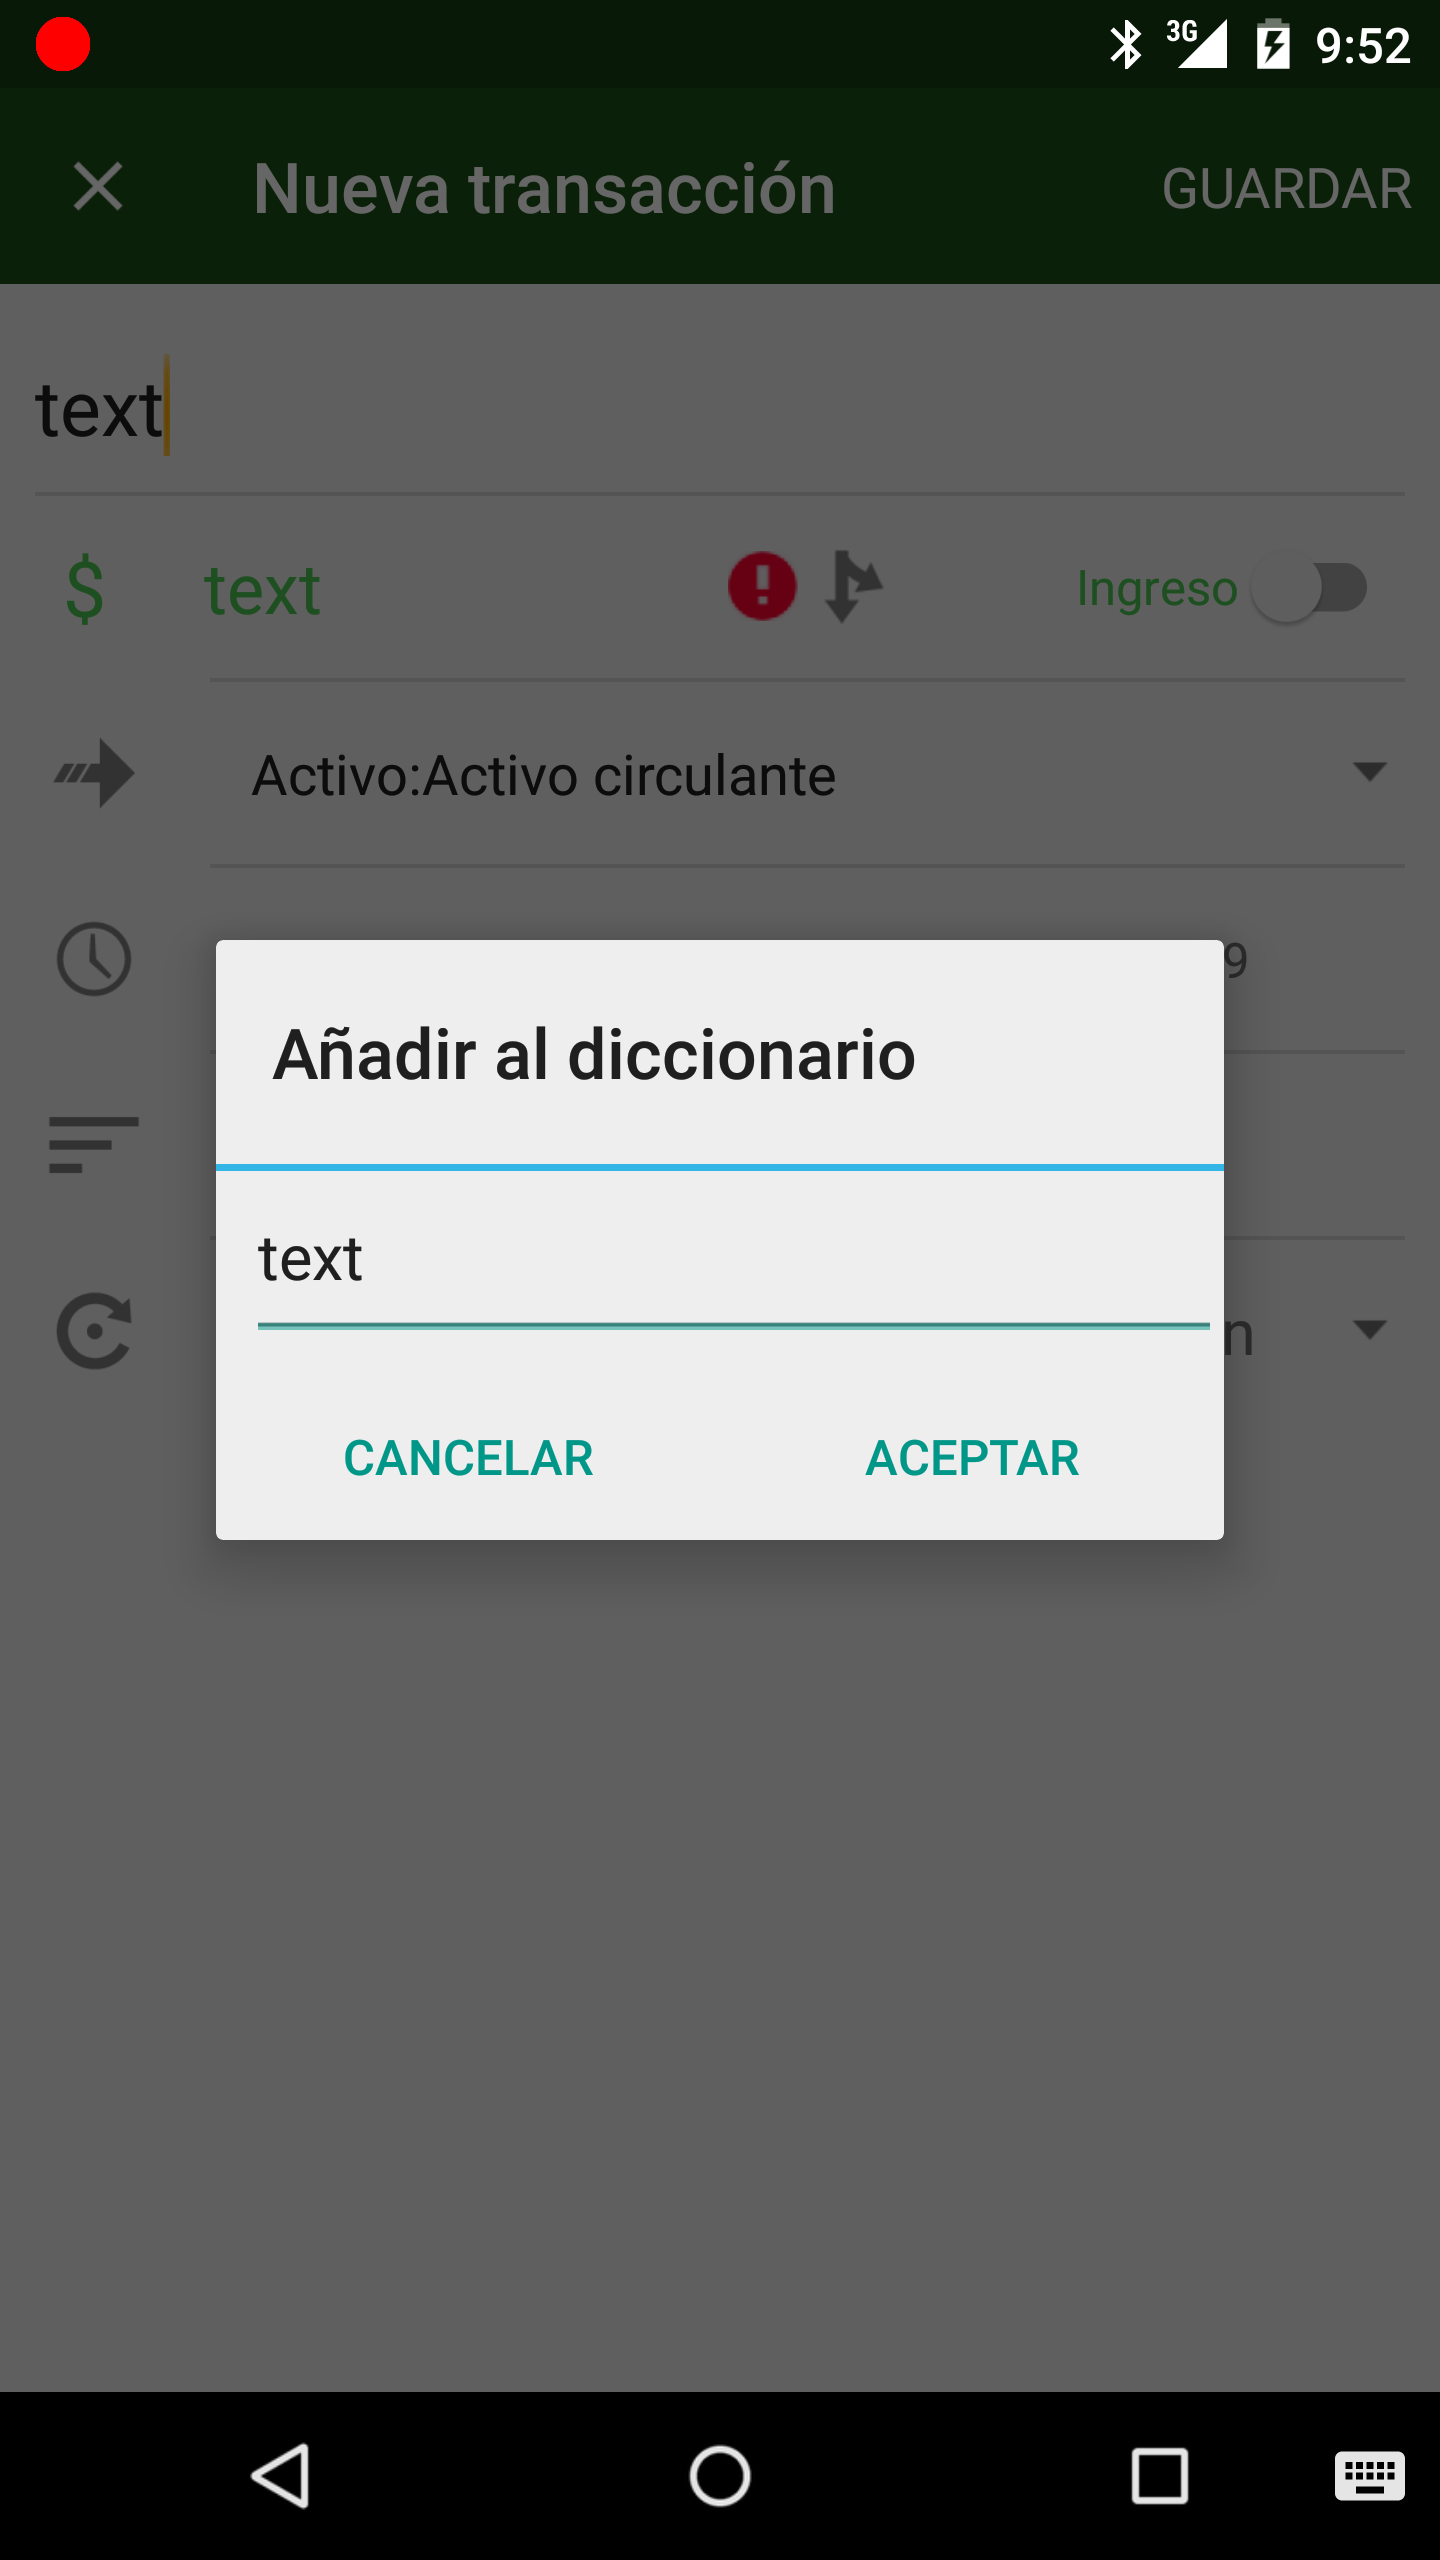 3G 9:52
Nueva transacción GUARDAR
text
$ text Ingreso
Activo:Activo circulante
9
Añadir al diccionario
text
n
CANCELAR ACEPTAR